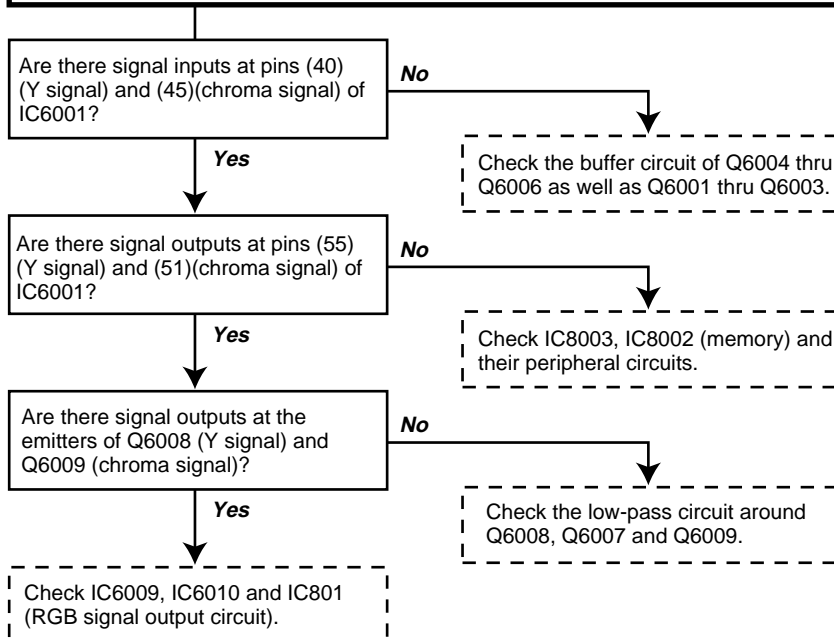 Are there signal inputs at pins (40)
(Y signal) and (45)(chroma signal) of
IC6001?
No
Yes
Check the buffer circuit of Q6004 thru
Q6006 as well as Q6001 thru Q6003.
Are there signal outputs at pins (55)
(Y signal) and (51)(chroma signal) of
IC6001?
No
Yes
Check IC8003, IC8002 (memory) and
their peripheral circuits.
Are there signal outputs at the
emitters of Q6008 (Y signal) and
Q6009 (chroma signal)?
No
Yes
Check the low-pass circuit around
Q6008, Q6007 and Q6009.
Check IC6009, IC6010 and IC801
(RGB signal output circuit).